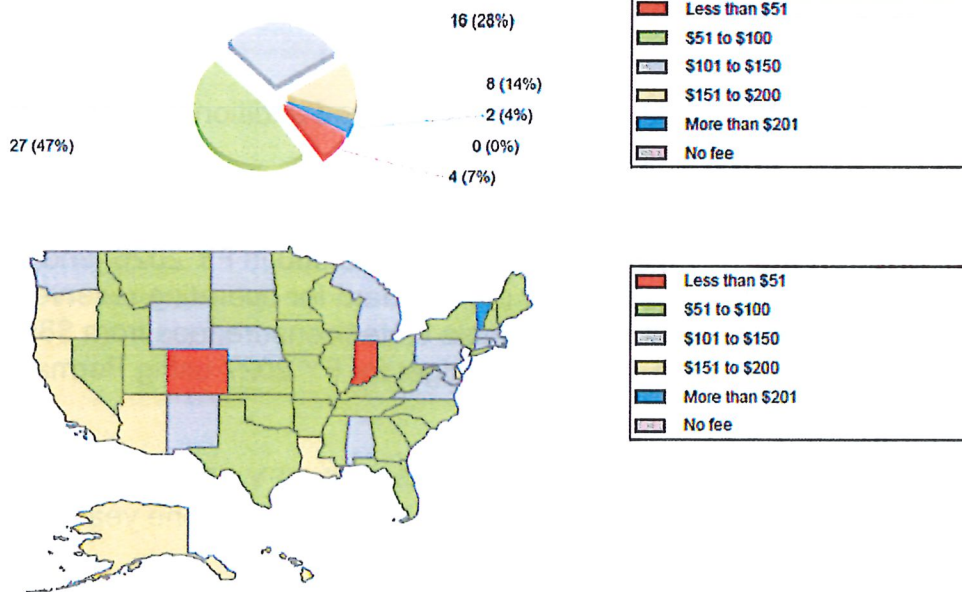 16 (28%)
8 (14%)
2 (4%)
0 (0%)
4 (7%)
27 (47%)
Less than $51
$51 to $100
$101 to $150
$151 to $200
More than $201
No fee
Less than $51
$51 to $100
$101 to $150
$151 to $200
More than $201
No fee